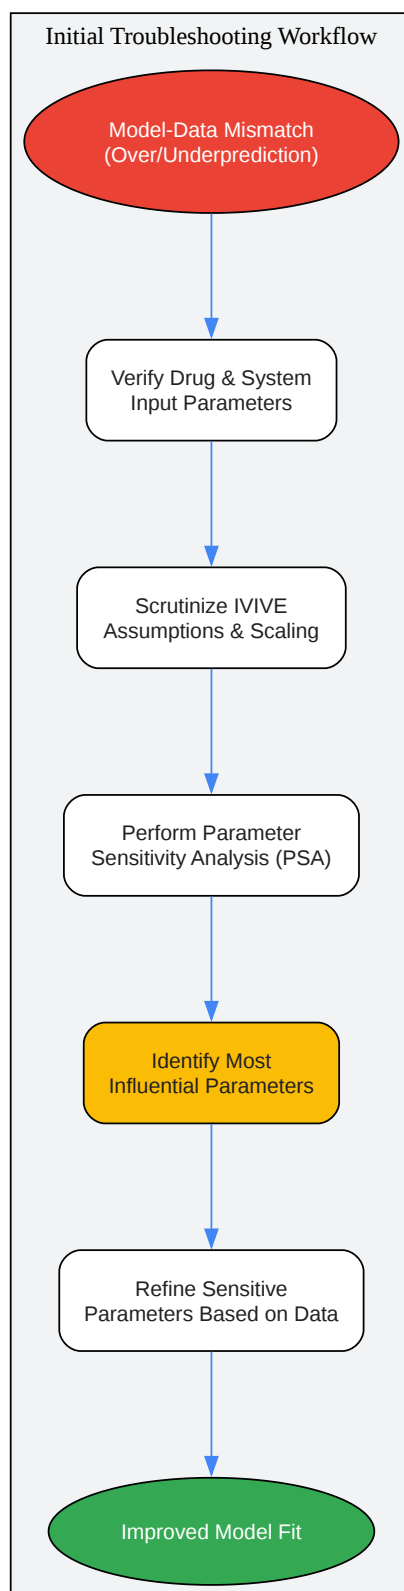 Initial Troubleshooting Workflow
Model-Data Mismatch
(Over/Underprediction)
Verify Drug & System
Input Parameters
Scrutinize IVIVE
Assumptions & Scaling
Perform Parameter
Sensitivity Analysis (PSA)
Identify Most
Influential Parameters
Refine Sensitive
Parameters Based on Data
Improved Model Fit